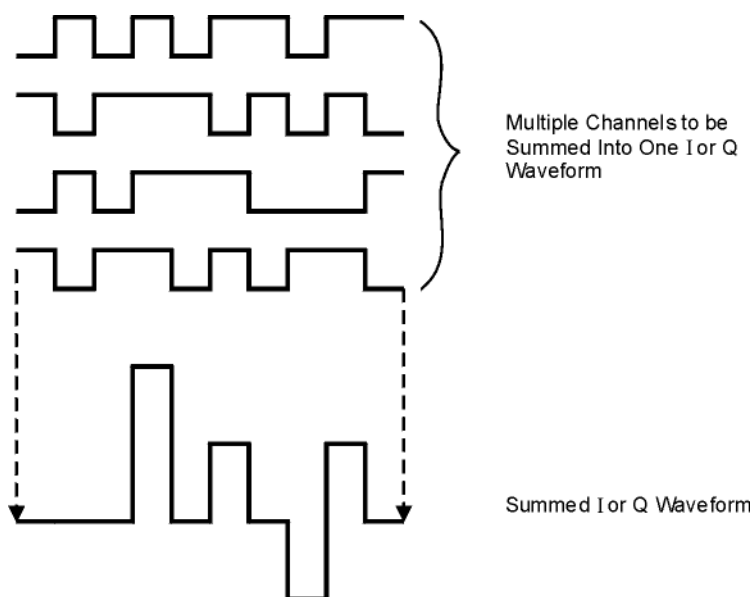 Multiple Channels to be
Summed Into One I or Q
Waveform
Summed I or Q Waveform